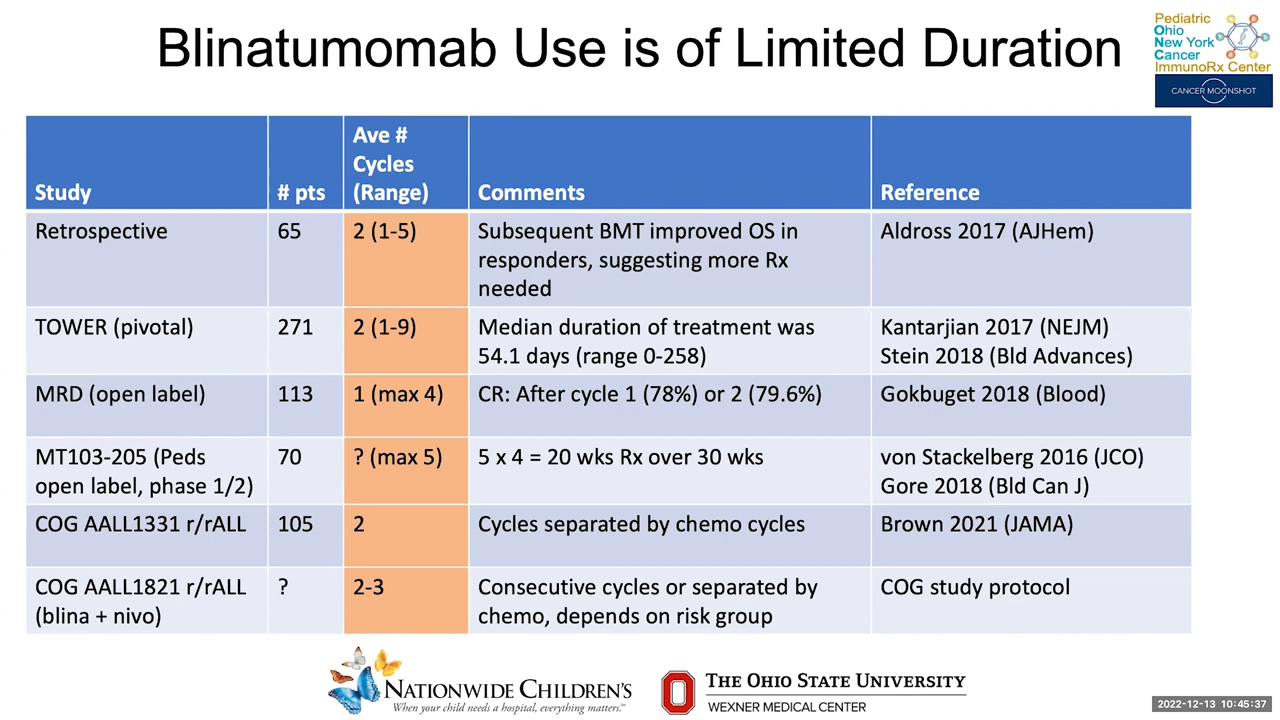 Blinatumomab Use is of Limited Duration
Pediatric
Ohio
New York
Cancer
ImmunoRx Center
CANCER MOONSHOT
Study
# pts
Ave #
Cycles
(Range)
Comments
Reference
Retrospective
65
2 (1-5)
Subsequent BMT improved OS in
responders, suggesting more Rx
needed
Aldross 2017 (AJHem)
TOWER (pivotal)
271
2 (1-9)
Median duration of treatment was
54.1 days (range 0-258)
Kantarjian 2017 (NEJM)
Stein 2018 (Bld Advances)
MRD (open label)
113
1 (max 4)
CR: After cycle 1 (78%) or 2 (79.6%)
Gokbuget 2018 (Blood)
MT103-205 (Peds
open label, phase 1/2)
70
? (max 5)
5 x 4 = 20 wks Rx over 30 wks
von Stackelberg 2016 (JCO)
Gore 2018 (Bld Can J)
COG AALL1331 r/rALL
105
2
Cycles separated by chemo cycles
Brown 2021 (JAMA)
COG AALL1821 r/rALL
(blina + nivo)
?
2-3
Consecutive cycles or separated by
chemo, depends on risk group
COG study protocol
NATIONWIDE CHILDREN'S
When your child needs a hospital, everything matters.℠
THE OHIO STATE UNIVERSITY
WEXNER MEDICAL CENTER
2022-12-13 10:45:37